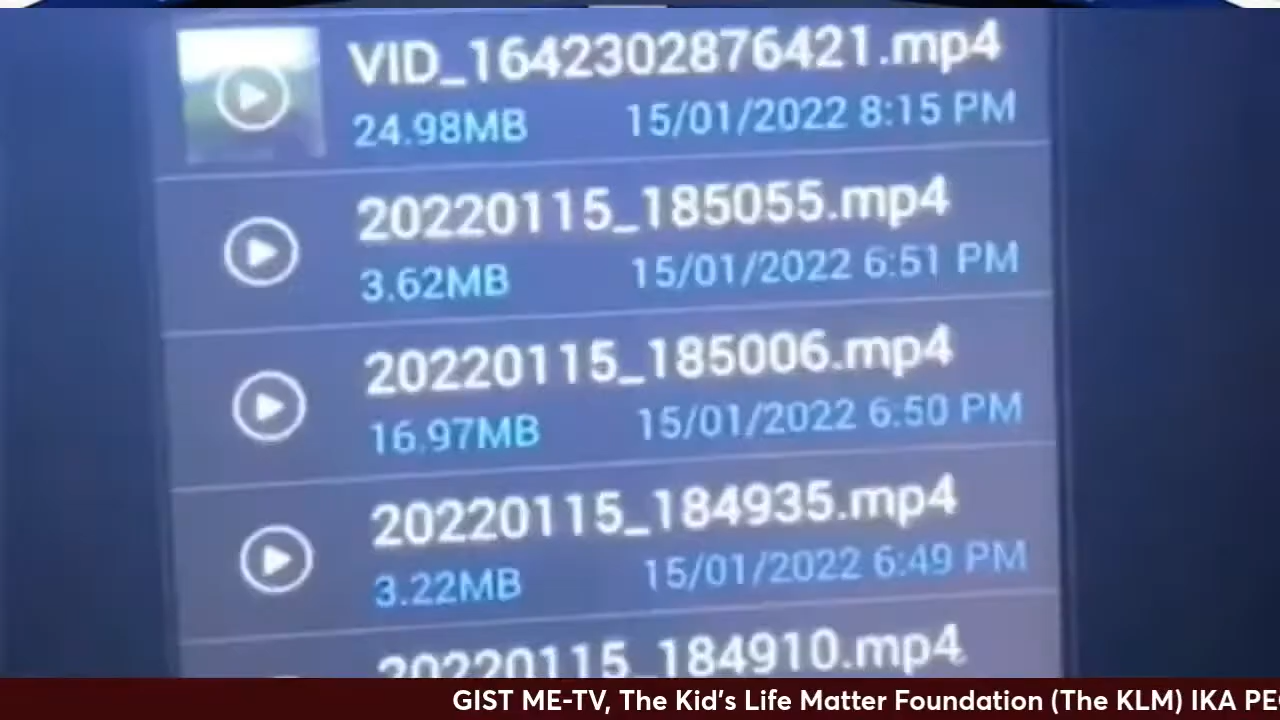 VID_1642302876421.mp4
24.98MB 15/01/2022 8:15 PM
20220115_185055.mp4
3.62MB 15/01/2022 6:51 PM
20220115_185006.mp4
16.97MB 15/01/2022 6:50 PM
20220115_184935.mp4
3.22MB 15/01/2022 6:49 PM
20220115_184910.mp4
GIST ME-TV, The Kid's Life Matter Foundation (The KLM) IKA